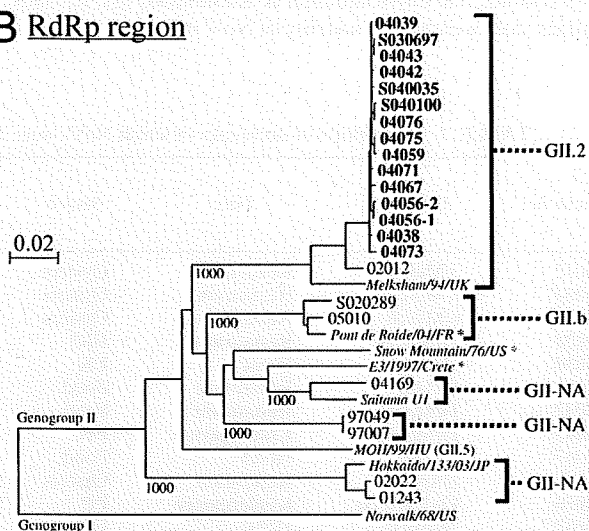 B RdRp region
04039
S030697
04043
04042
S040035
S040100
04076
04075
04059
04071
04067
04056-2
04056-1
04038
04073
02012
Melksham/94/UK
GII.2
0.02
1000
1000
S020289
05010
Pont de Roide/04/FR *
GII.b
Snow Mountain/76/US *
E3/1997/Crete *
04169
Saitama U1
1000
GII-NA
97049
97007
1000
GII-NA
Genogroup II
MOH/99/HU (GII.5)
Hokkaido/133/03/JP
02022
01243
1000
GII-NA
Norwalk/68/US
Genogroup I